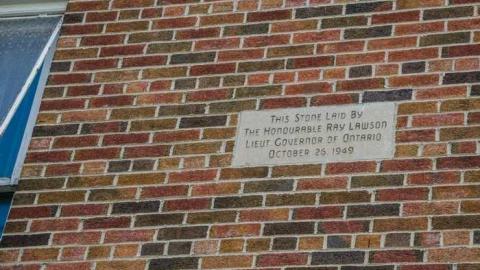 THIS STONE LAID BY
THE HONOURABLE RAY LAWSON
LIEUT GOVERNOR OF ONTARIO
OCTOBER 26 1949